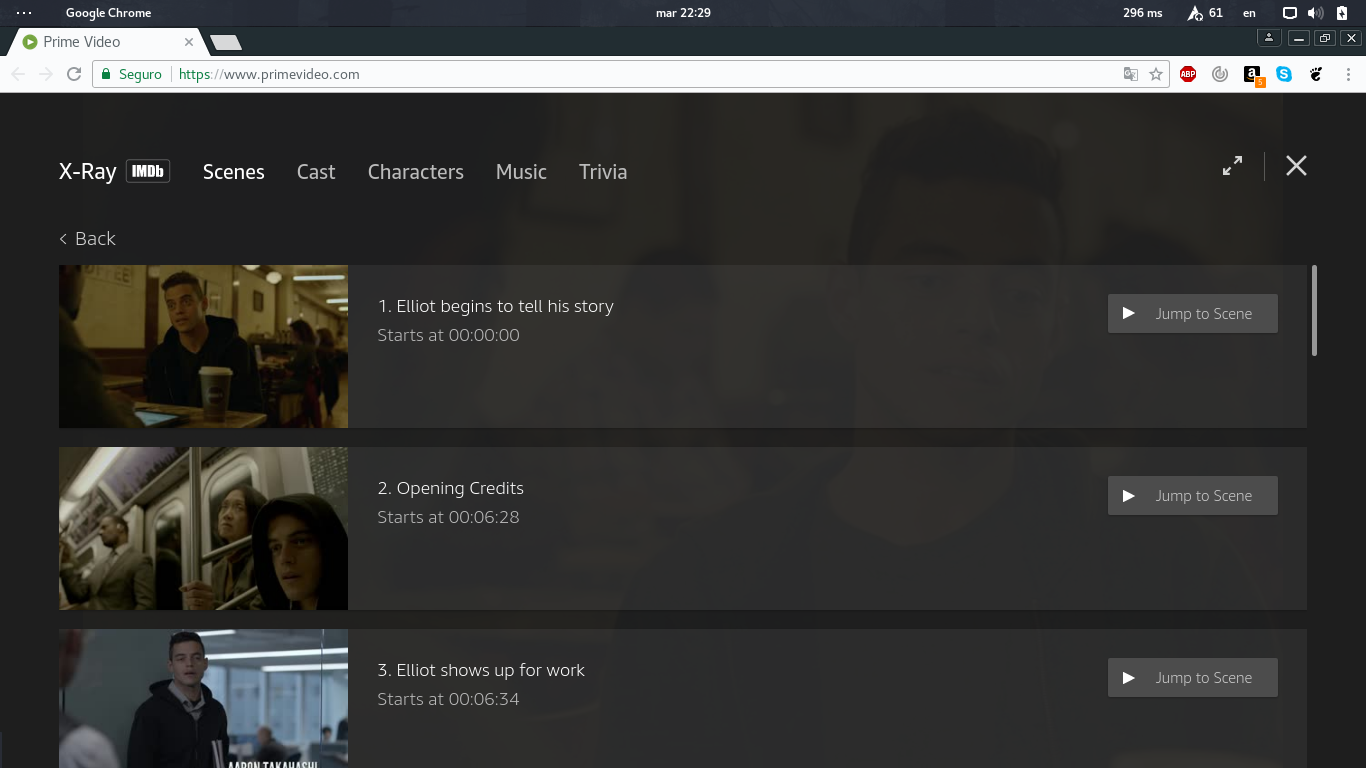 Google Chrome
mar 22:29
296 ms
61
en
Prime Video
Seguro
https://www.primevideo.com
ABP
a
6
X-Ray IMDb Scenes Cast Characters Music Trivia
< Back
1. Elliot begins to tell his story
Starts at 00:00:00
Jump to Scene
2. Opening Credits
Starts at 00:06:28
Jump to Scene
3. Elliot shows up for work
Starts at 00:06:34
Jump to Scene
AARON TAKAHASHI